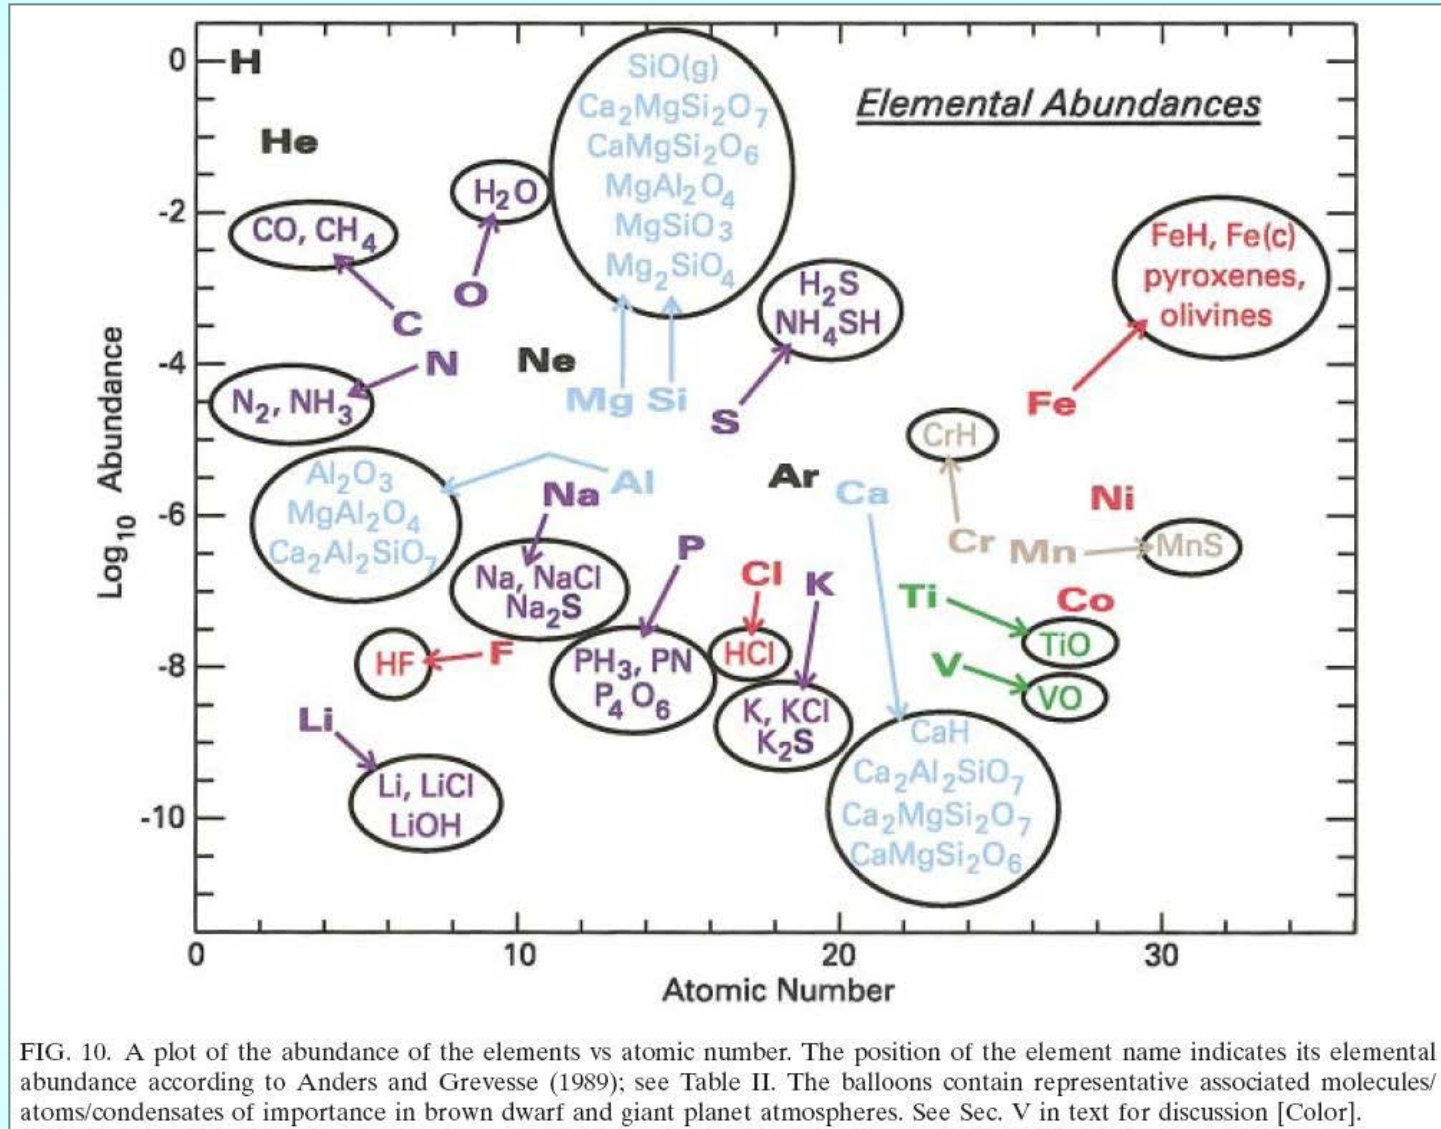 Elemental Abundances
Log10 Abundance
0
-2
-4
-6
-8
-10
H
He
CO, CH4
C
H2O
O
N
N2, NH3
Ne
SiO(g)
Ca2MgSi2O7
CaMgSi2O6
MgAl2O4
MgSiO3
Mg2SiO4
Mg Si
H2S
NH4SH
S
FeH, Fe(c)
pyroxenes,
olivines
Fe
CrH
Cr
Al2O3
MgAl2O4
Ca2Al2SiO7
Al
Na
Na, NaCl
Na2S
Ar
Ca
Ni
Mn
MnS
P
PH3, PN
P4O6
Cl
HCl
K
K, KCl
K2S
Ti
TiO
Co
V
VO
HF
F
Li
Li, LiCl
LiOH
CaH
Ca2Al2SiO7
Ca2MgSi2O7
CaMgSi2O6
0 10 20 30
Atomic Number
FIG. 10. A plot of the abundance of the elements vs atomic number. The position of the element name indicates its elemental
abundance according to Anders and Grevesse (1989); see Table II. The balloons contain representative associated molecules/
atoms/condensates of importance in brown dwarf and giant planet atmospheres. See Sec. V in text for discussion [Color].